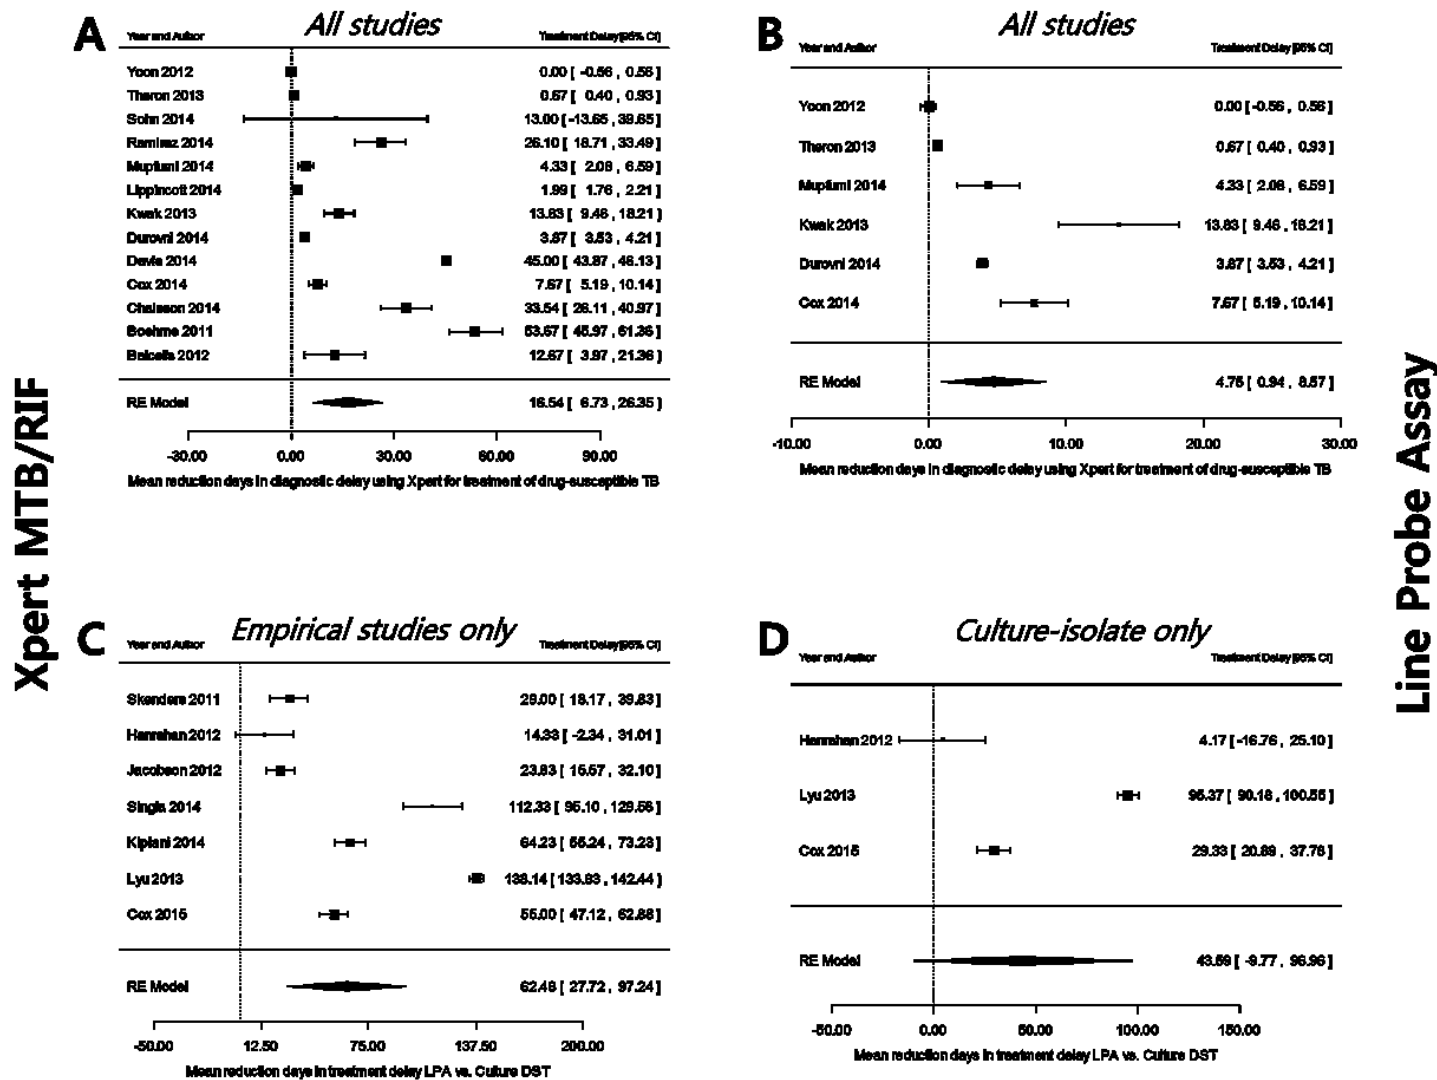 A All studies
Year and Author Treatment Delay[95% CI]
Yoon 2012 0.00 [ -0.56 , 0.56 ]
Theron 2013 0.67 [ 0.40 , 0.93 ]
Sohn 2014 13.00 [ -13.65 , 39.65 ]
Ramirez 2014 26.10 [ 18.71 , 33.49 ]
Mupfumi 2014 4.33 [ 2.08 , 6.59 ]
Lippincott 2014 1.99 [ 1.76 , 2.21 ]
Kwak 2013 13.83 [ 9.46 , 18.21 ]
Durovni 2014 3.87 [ 3.53 , 4.21 ]
Davis 2014 45.00 [ 43.87 , 46.13 ]
Cox 2014 7.67 [ 5.19 , 10.14 ]
Chaisson 2014 33.54 [ 26.11 , 40.97 ]
Boehme 2011 53.67 [ 45.97 , 61.36 ]
Balcells 2012 12.67 [ 3.97 , 21.36 ]
RE Model 16.54 [ 6.73 , 26.35 ]
-30.00 0.00 30.00 60.00 90.00
Mean reduction days in diagnostic delay using Xpert for treatment of drug-susceptible TB
B All studies
Year and Author Treatment Delay [95% CI]
Yoon 2012 0.00 [ -0.56 , 0.56 ]
Theron 2013 0.67 [ 0.40 , 0.93 ]
Mupfumi 2014 4.33 [ 2.08 , 6.59 ]
Kwak 2013 13.83 [ 9.46 , 18.21 ]
Durovni 2014 3.87 [ 3.53 , 4.21 ]
Cox 2014 7.67 [ 5.19 , 10.14 ]
RE Model 4.75 [ 0.94 , 8.57 ]
-10.00 0.00 10.00 20.00 30.00
Mean reduction days in diagnostic delay using Xpert for treatment of drug-susceptible TB
Xpert MTB/RIF
Line Probe Assay
C Empirical studies only
Year and Author Treatment Delay[95% CI]
Skenders 2011 29.00 [ 18.17 , 39.83 ]
Hanrahan 2012 14.33 [ -2.34 , 31.01 ]
Jacobson 2012 23.83 [ 15.57 , 32.10 ]
Singla 2014 112.33 [ 95.10 , 129.56 ]
Kipiani 2014 64.23 [ 55.24 , 73.23 ]
Lyu 2013 138.14 [ 133.83 , 142.44 ]
Cox 2015 55.00 [ 47.12 , 62.88 ]
RE Model 62.48 [ 27.72 , 97.24 ]
-50.00 12.50 75.00 137.50 200.00
Mean reduction days in treatment delay LPA vs. Culture DST
D Culture-isolate only
Year and Author Treatment Delay [95% CI]
Hanrahan 2012 4.17 [ -16.76 , 25.10 ]
Lyu 2013 95.37 [ 90.18 , 100.55 ]
Cox 2015 29.33 [ 20.89 , 37.78 ]
RE Model 43.59 [ -9.77 , 96.96 ]
-50.00 0.00 50.00 100.00 150.00
Mean reduction days in treatment delay LPA vs. Culture DST